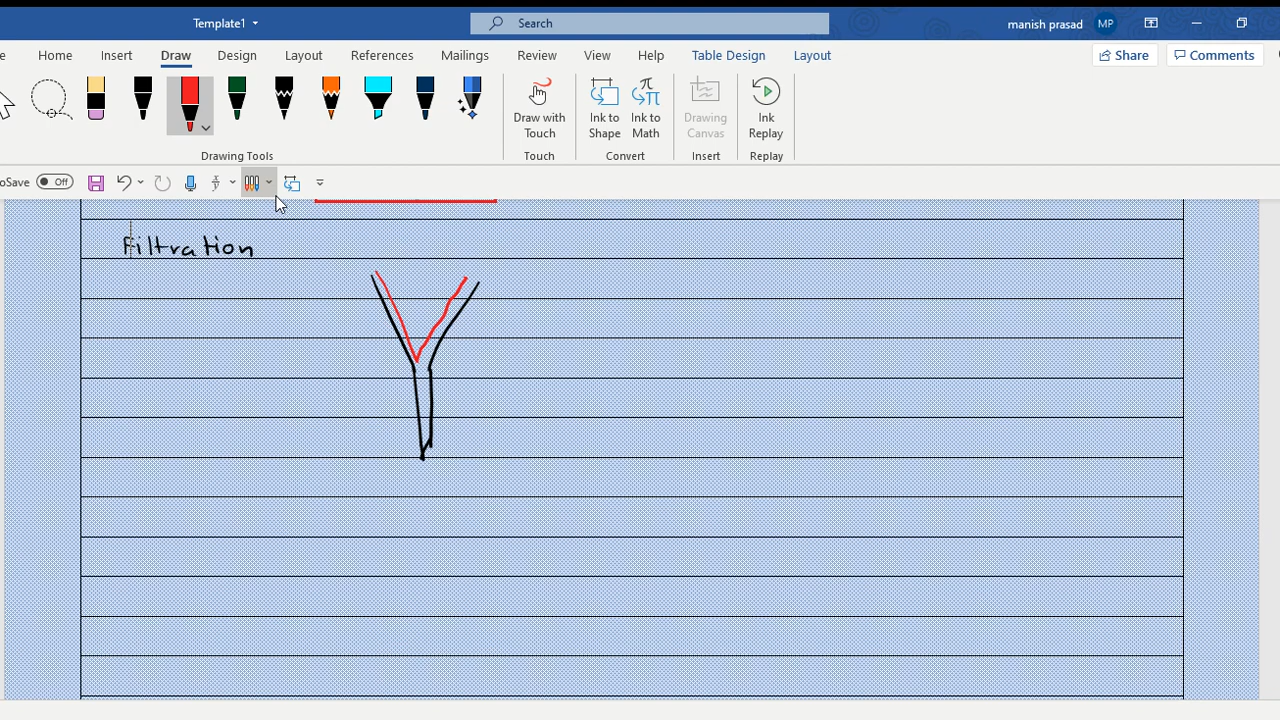 Template1
Search
manish prasad
MP
e
Home
Insert
Draw
Design
Layout
References
Mailings
Review
View
Help
Table Design
Layout
Share
Comments
Draw with
Touch
Ink to
Shape
Ink to
Math
Drawing
Canvas
Ink
Replay
Drawing Tools
Touch
Convert
Insert
Replay
oSave
Off
Filtration